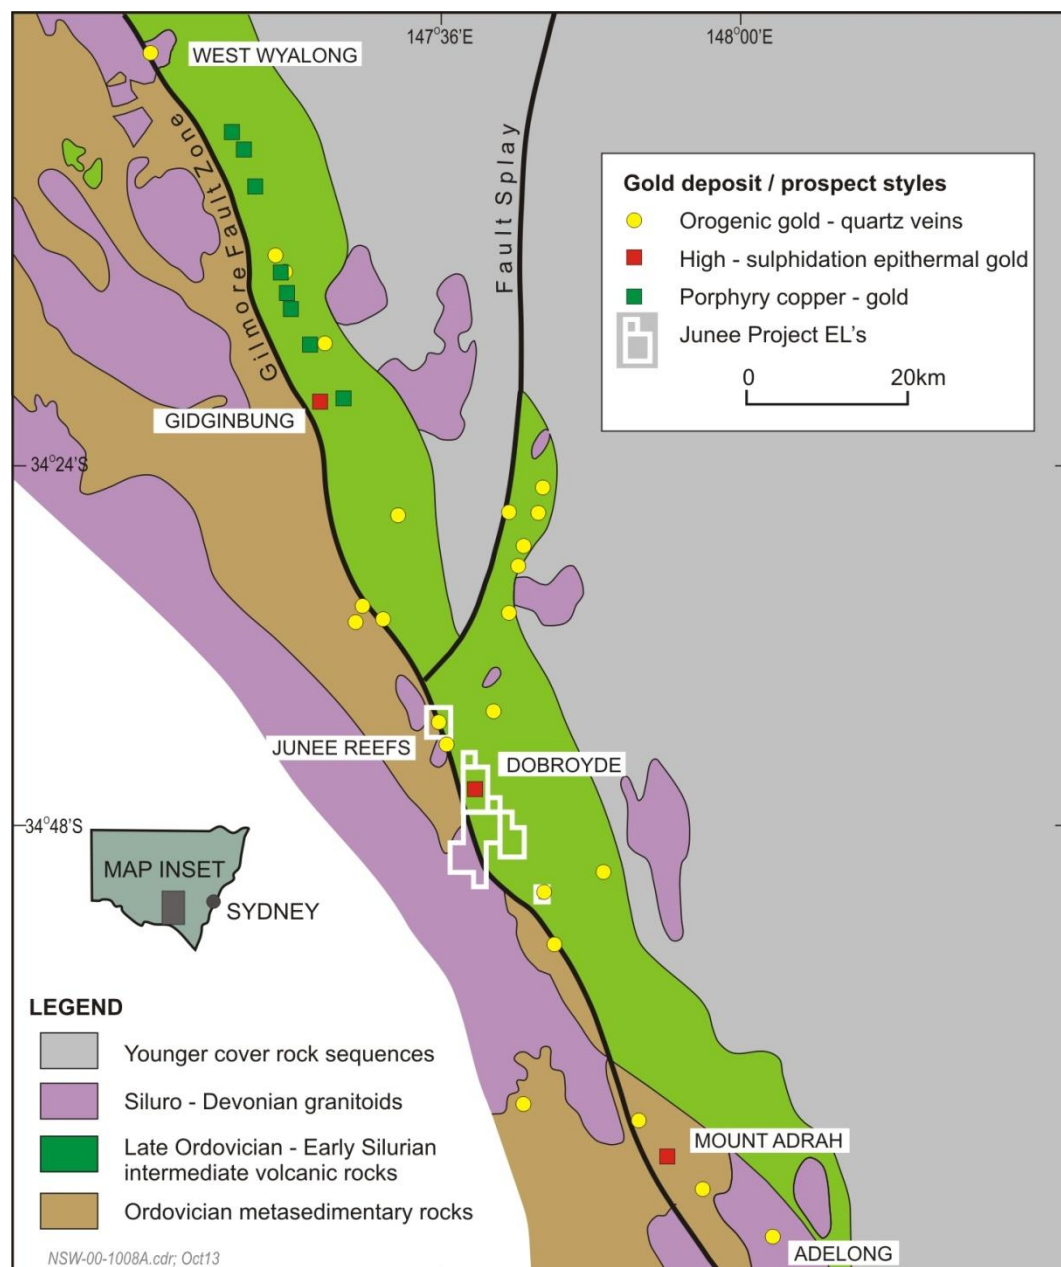 147°36'E
148°00'E
WEST WYALONG
Gilmore Fault Zone
Fault Splay
Gold deposit / prospect styles
Orogenic gold - quartz veins
High - sulphidation epithermal gold
Porphyry copper - gold
Junee Project EL's
0 20km
GIDGINBUNG
34°24'S
JUNEE REEFS
DOBROYDE
34°48'S
MAP INSET
SYDNEY
LEGEND
Younger cover rock sequences
Siluro - Devonian granitoids
Late Ordovician - Early Silurian
intermediate volcanic rocks
Ordovician metasedimentary rocks
MOUNT ADRAH
ADELONG
NSW-00-1008A.cdr; Oct13